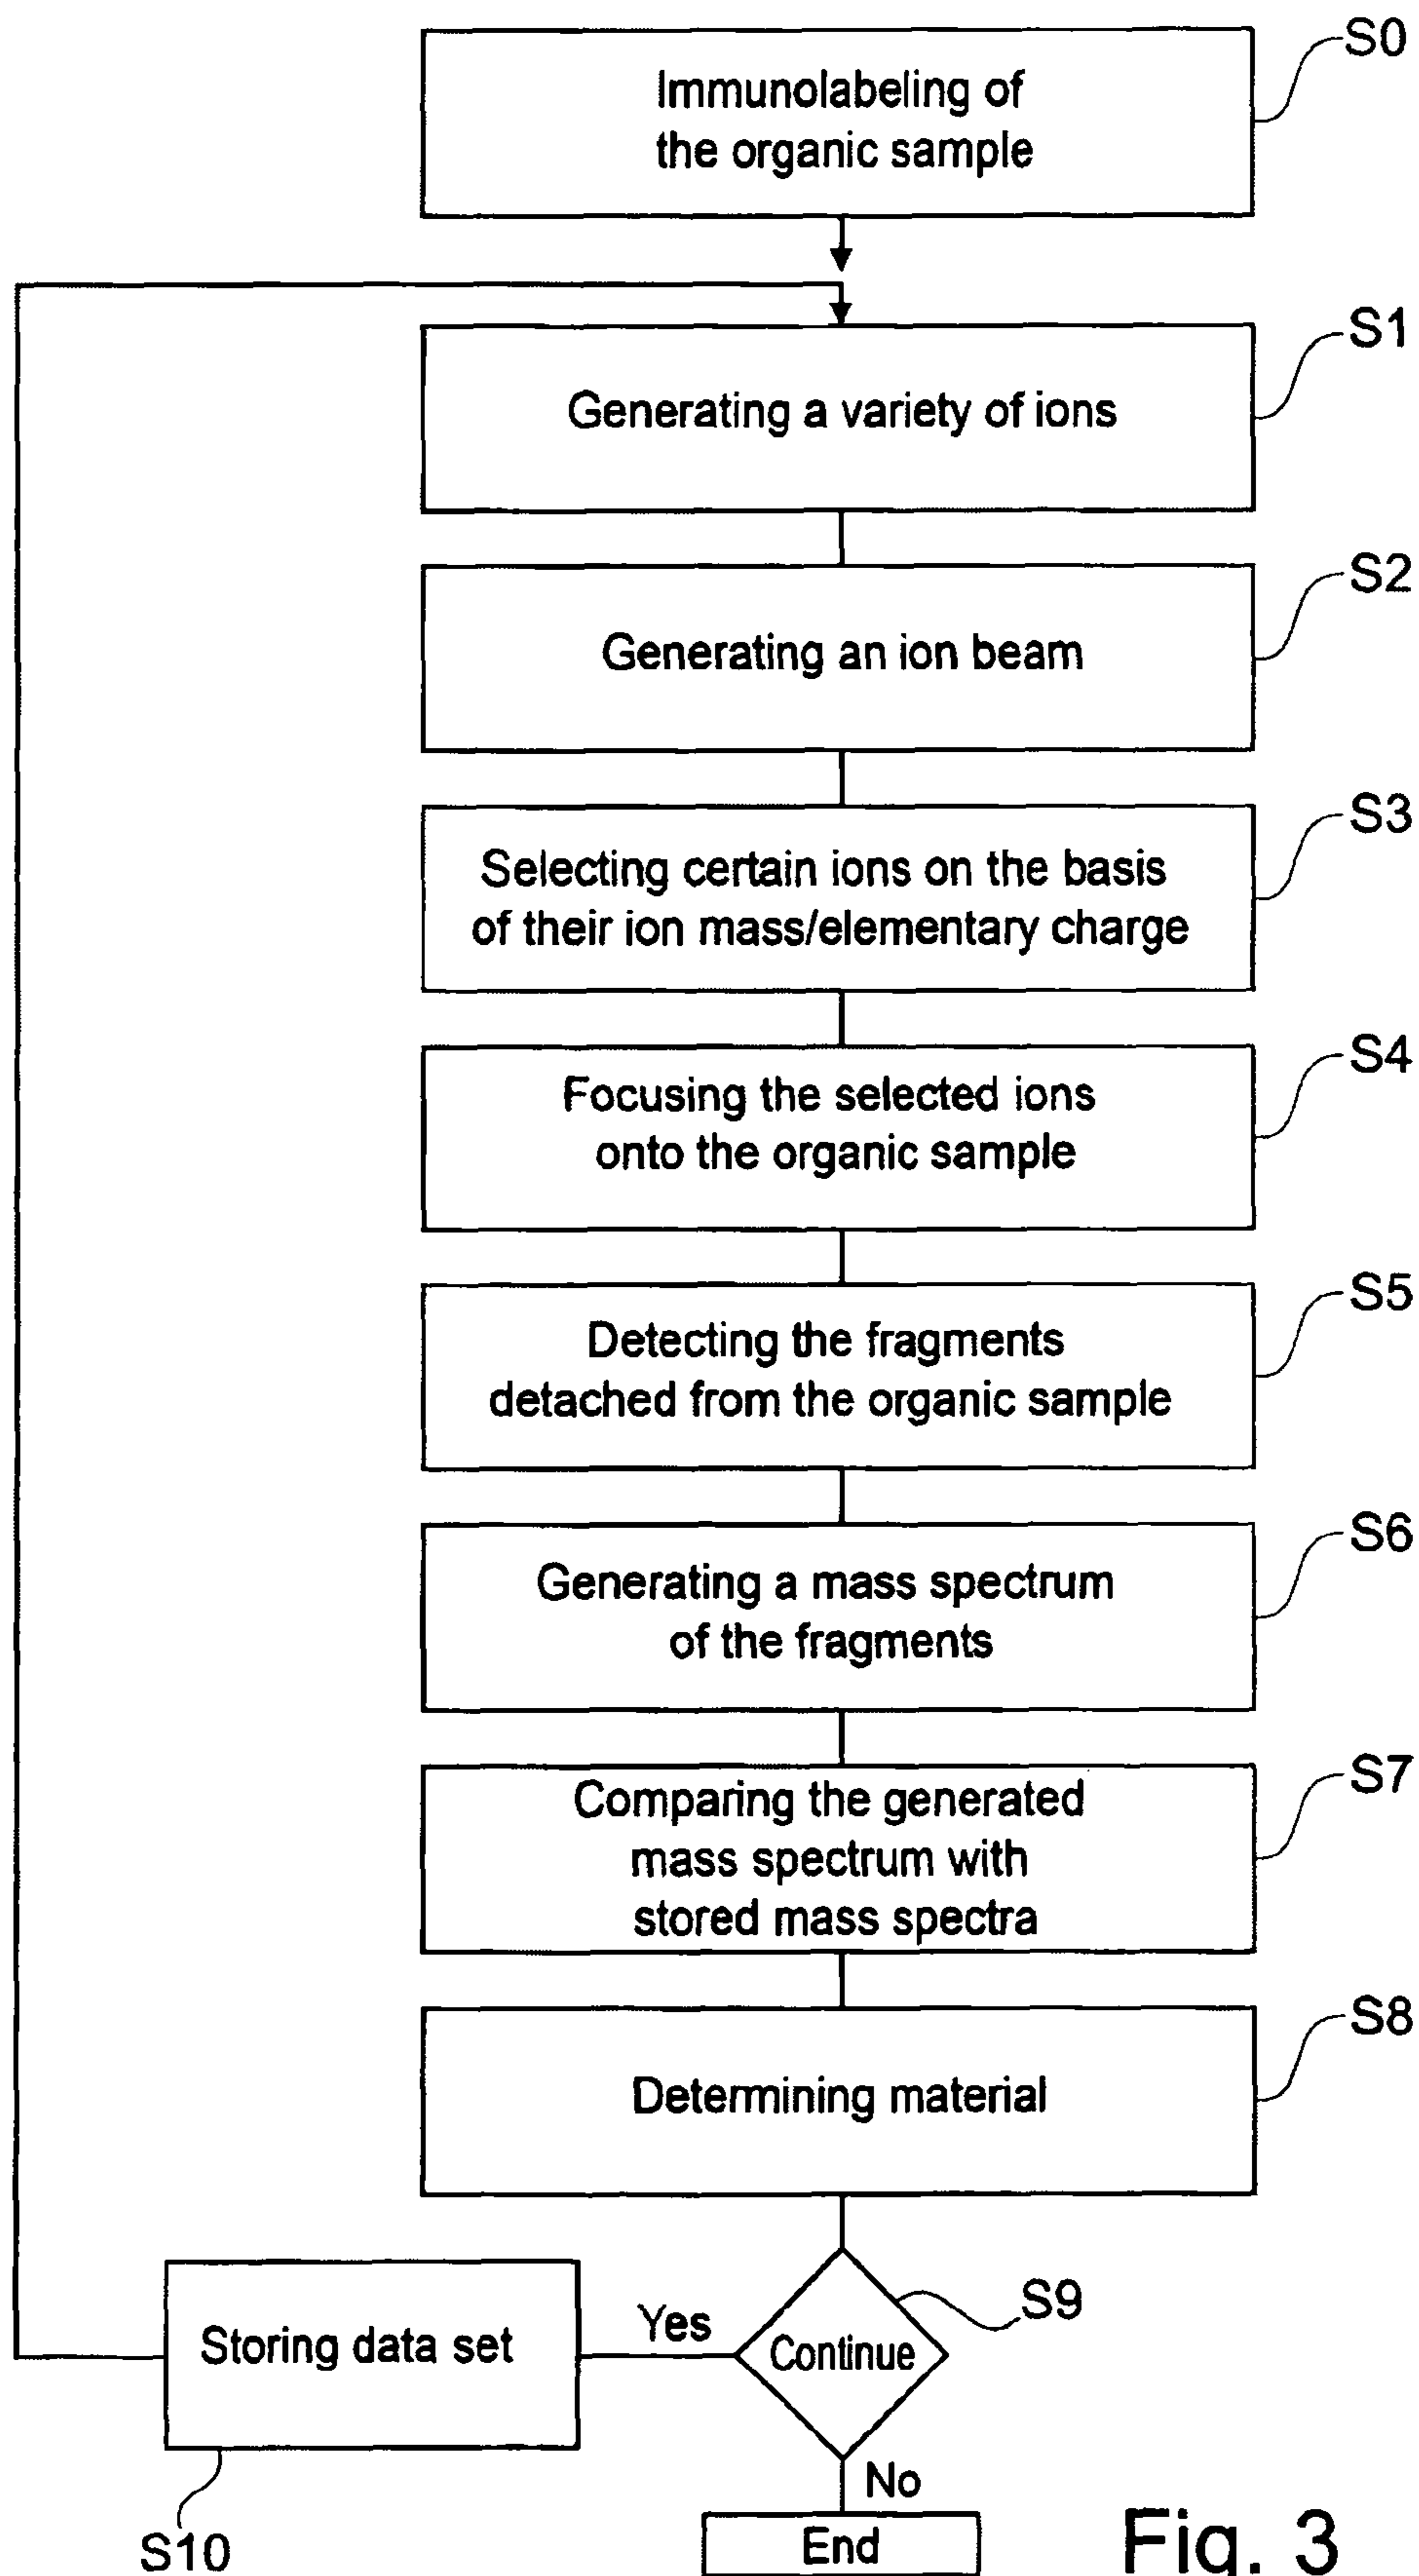 S0
Immunolabeling of
the organic sample
S1
Generating a variety of ions
S2
Generating an ion beam
S3
Selecting certain ions on the basis
of their ion mass/elementary charge
S4
Focusing the selected ions
onto the organic sample
S5
Detecting the fragments
detached from the organic sample
S6
Generating a mass spectrum
of the fragments
S7
Comparing the generated
mass spectrum with
stored mass spectra
S8
Determining material
S9
Continue
Yes
Storing data set
S10
No
End
Fig. 3